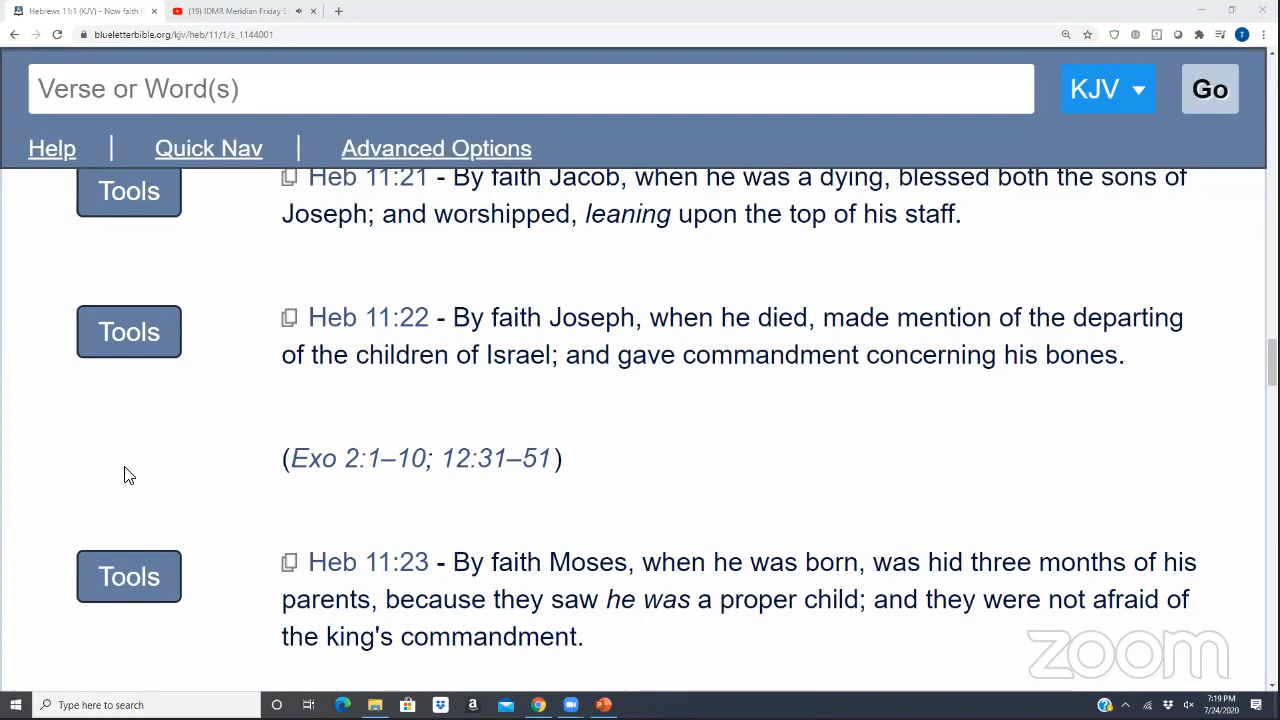 Hebrews 11:1 (KJV) - Now faith i
(19) IDMR Meridian Friday S
blueletterbible.org/kjv/heb/11/1/s_1144001
T
Verse or Word(s)
KJV
Go
Help | Quick Nav | Advanced Options
Tools
Heb 11:21 - By faith Jacob, when he was a dying, blessed both the sons of
Joseph; and worshipped, leaning upon the top of his staff.
Tools
Heb 11:22 - By faith Joseph, when he died, made mention of the departing
of the children of Israel; and gave commandment concerning his bones.
(Exo 2:1–10; 12:31–51)
Tools
Heb 11:23 - By faith Moses, when he was born, was hid three months of his
parents, because they saw he was a proper child; and they were not afraid of
the king's commandment.
zoom
Type here to search
7:19 PM
7/24/2020